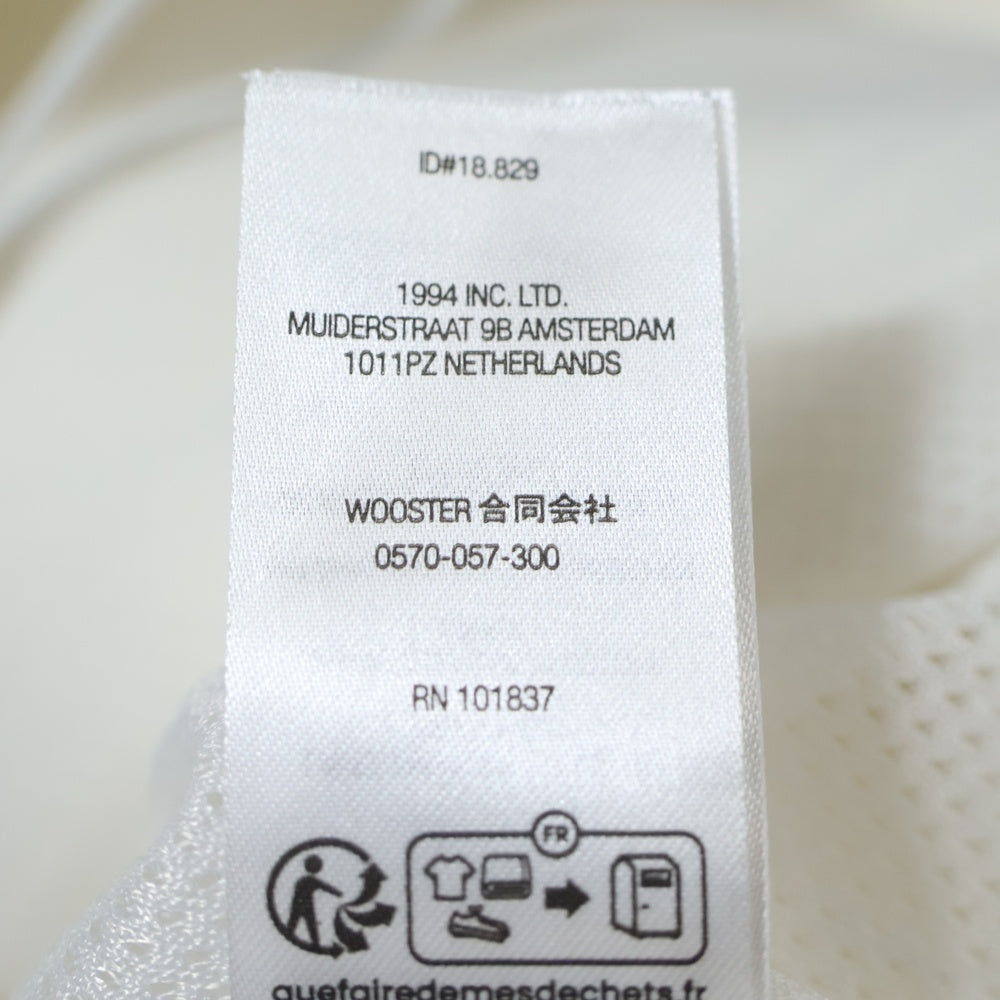 ID#18.829
1994 INC. LTD.
MUIDERSTRAAT 9B AMSTERDAM
1011PZ NETHERLANDS
WOOSTER 合同会社
0570-057-300
RN 101837
FR
quefairedemesdechets.fr